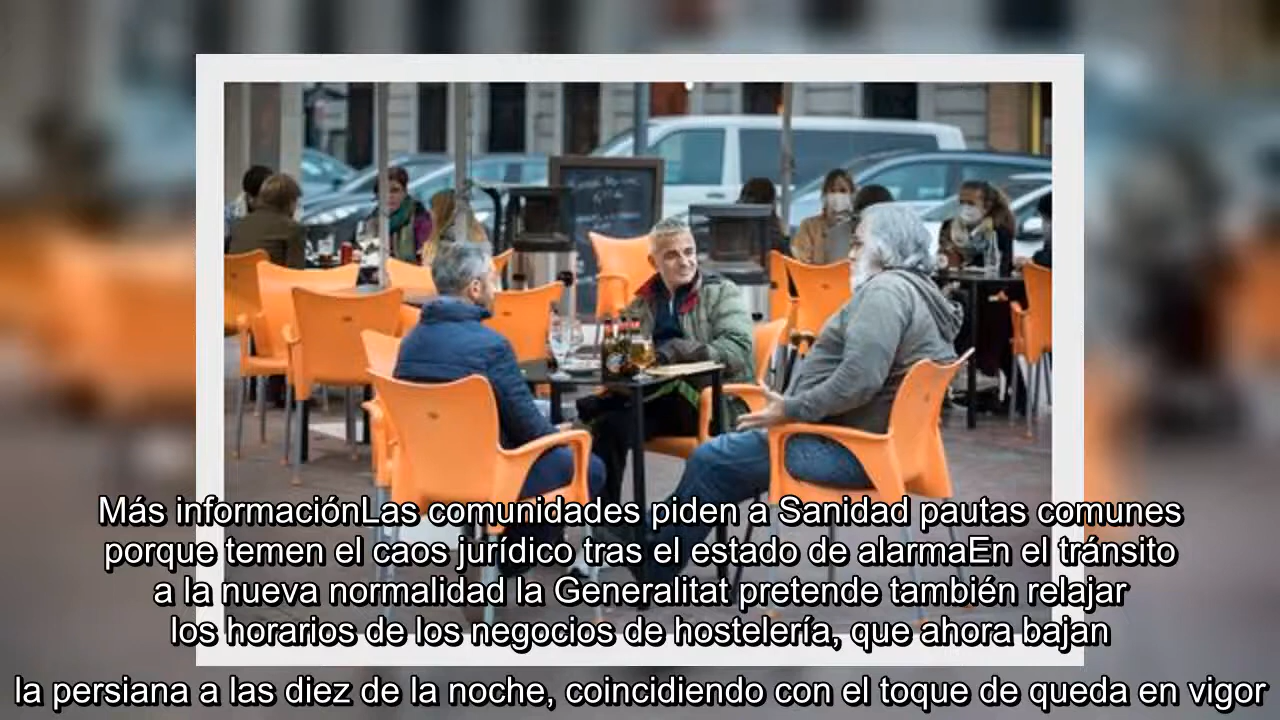 Más informaciónLas comunidades piden a Sanidad pautas comunes
porque temen el caos jurídico tras el estado de alarmaEn el tránsito
a la nueva normalidad la Generalitat pretende también relajar
los horarios de los negocios de hostelería, que ahora bajan
la persiana a las diez de la noche, coincidiendo con el toque de queda en vigor